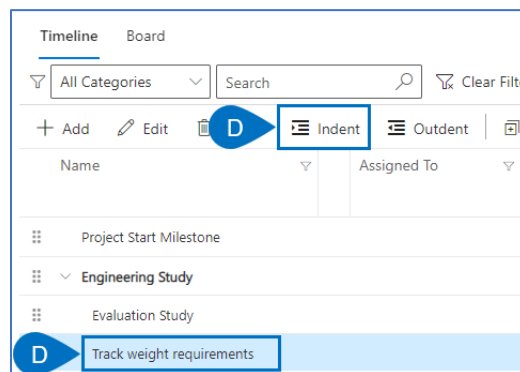 Timeline Board
All Categories Search Clear Filt
Add Edit D Indent Outdent
Name Assigned To
Project Start Milestone
Engineering Study
Evaluation Study
D Track weight requirements